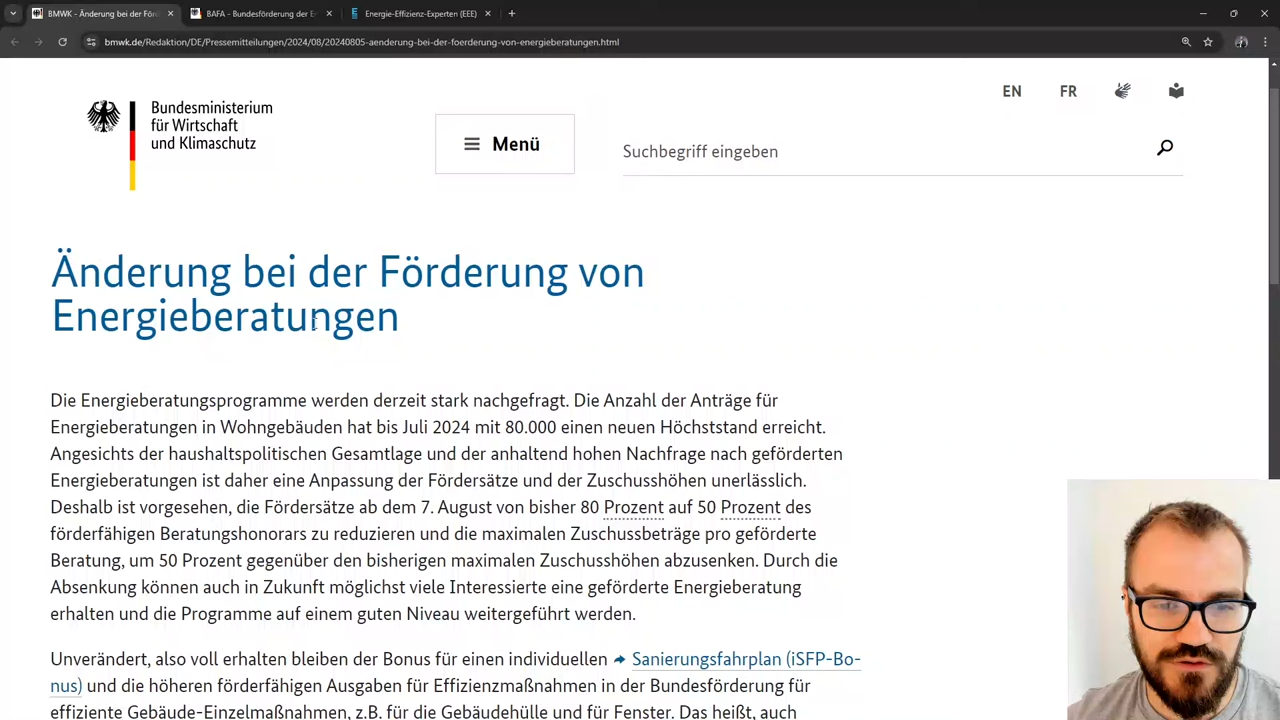 BMWK - Änderung bei der För
BAFA - Bundesförderung der E
Energie-Effizienz-Experten (EEE)
bmwk.de/Redaktion/DE/Pressemitteilungen/2024/08/20240805-aenderung-bei-der-foerderung-von-energieberatungen.html
EN
FR
Bundesministerium
für Wirtschaft
und Klimaschutz
Menü
Suchbegriff eingeben
Änderung bei der Förderung von
Energieberatungen
Die Energieberatungsprogramme werden derzeit stark nachgefragt. Die Anzahl der Anträge für
Energieberatungen in Wohngebäuden hat bis Juli 2024 mit 80.000 einen neuen Höchststand erreicht.
Angesichts der haushaltspolitischen Gesamtlage und der anhaltend hohen Nachfrage nach geförderten
Energieberatungen ist daher eine Anpassung der Fördersätze und der Zuschusshöhen unerlässlich.
Deshalb ist vorgesehen, die Fördersätze ab dem 7. August von bisher 80 Prozent auf 50 Prozent des
förderfähigen Beratungshonorars zu reduzieren und die maximalen Zuschussbeträge pro geförderte
Beratung, um 50 Prozent gegenüber den bisherigen maximalen Zuschusshöhen abzusenken. Durch die
Absenkung können auch in Zukunft möglichst viele Interessierte eine geförderte Energieberatung
erhalten und die Programme auf einem guten Niveau weitergeführt werden.
Unverändert, also voll erhalten bleiben der Bonus für einen individuellen Sanierungsfahrplan (iSFP-Bo-
nus) und die höheren förderfähigen Ausgaben für Effizienzmaßnahmen in der Bundesförderung für
effiziente Gebäude-Einzelmaßnahmen, z.B. für die Gebäudehülle und für Fenster. Das heißt, auch